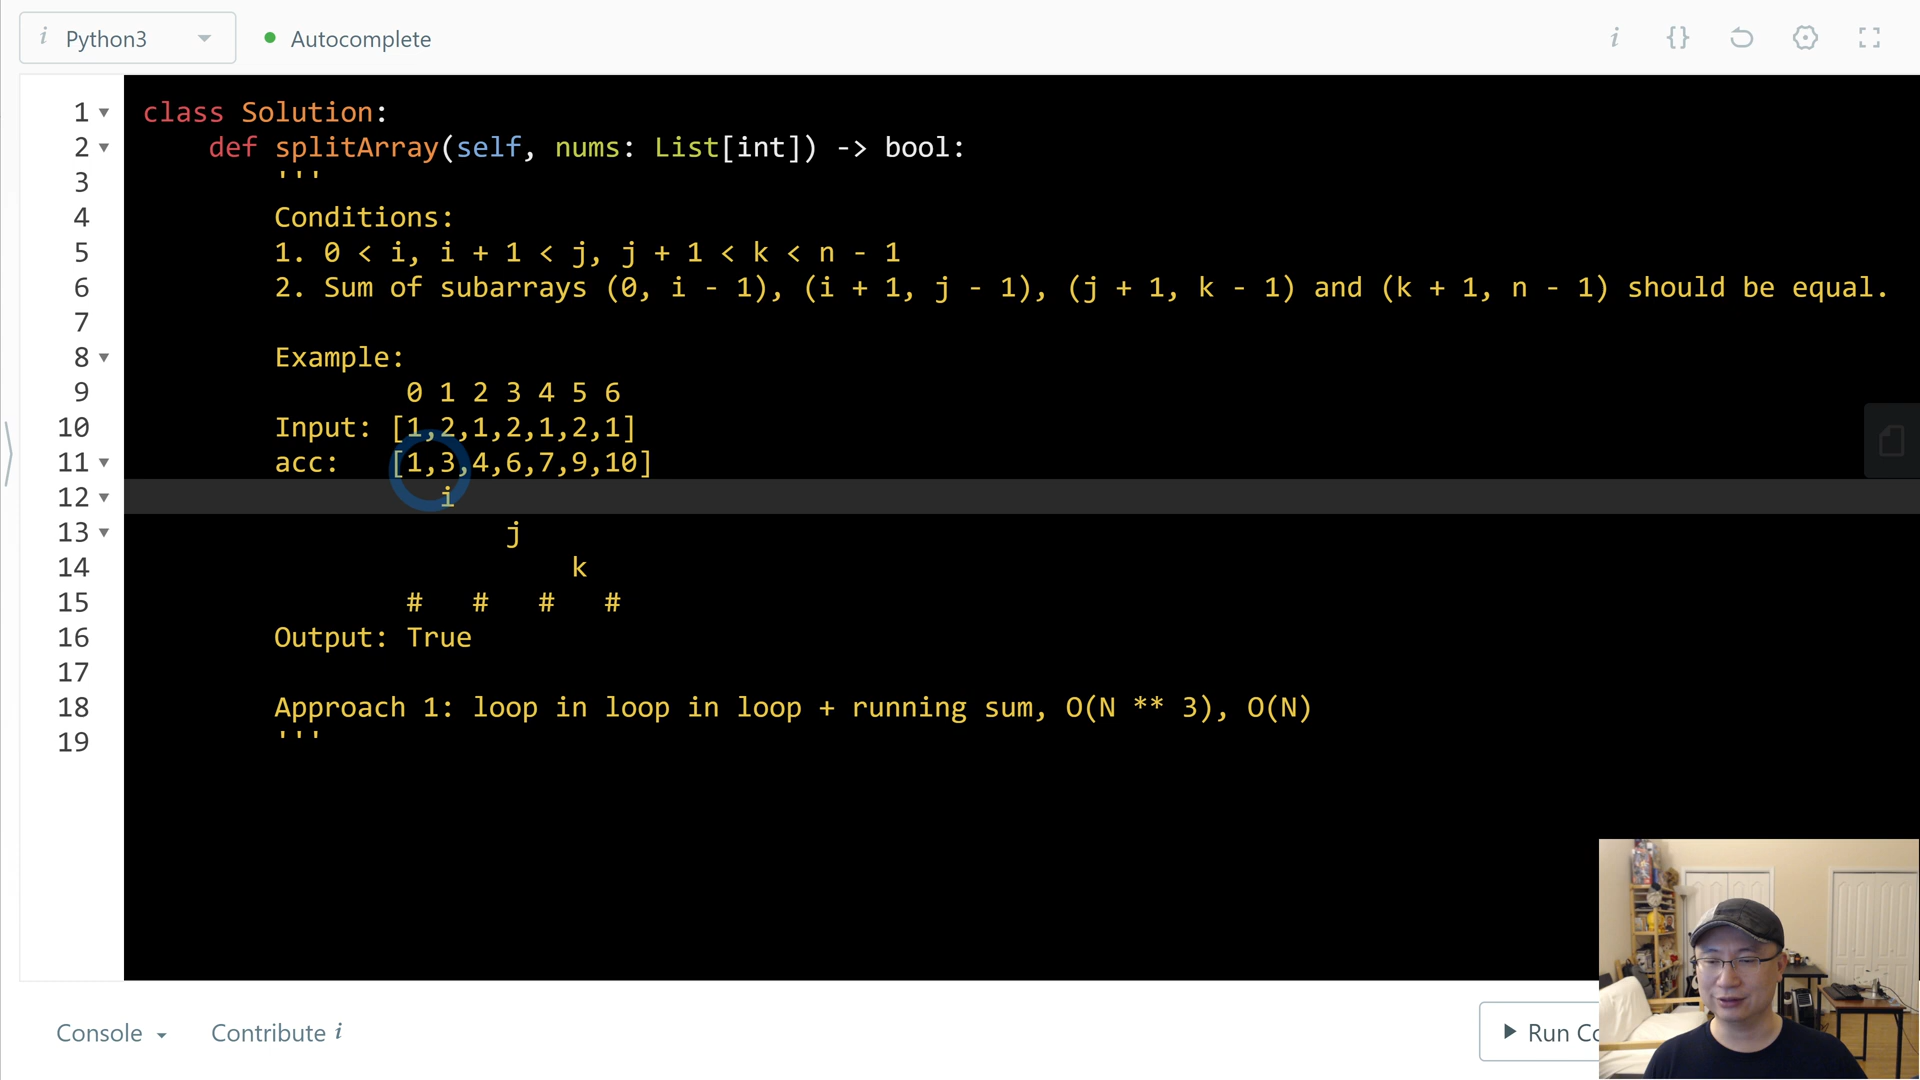 i Python3 Autocomplete i {}
1 class Solution:
2 def splitArray(self, nums: List[int]) -> bool:
3 '''
4 Conditions:
5 1. 0 < i, i + 1 < j, j + 1 < k < n - 1
6 2. Sum of subarrays (0, i - 1), (i + 1, j - 1), (j + 1, k - 1) and (k + 1, n - 1) should be equal.
7
8 Example:
9 0 1 2 3 4 5 6
10 Input: [1,2,1,2,1,2,1]
11 acc: [1,3,4,6,7,9,10]
12 i
13 j
14 k
15 # # # #
16 Output: True
17
18 Approach 1: loop in loop in loop + running sum, O(N ** 3), O(N)
19 '''
Console Contribute i Run